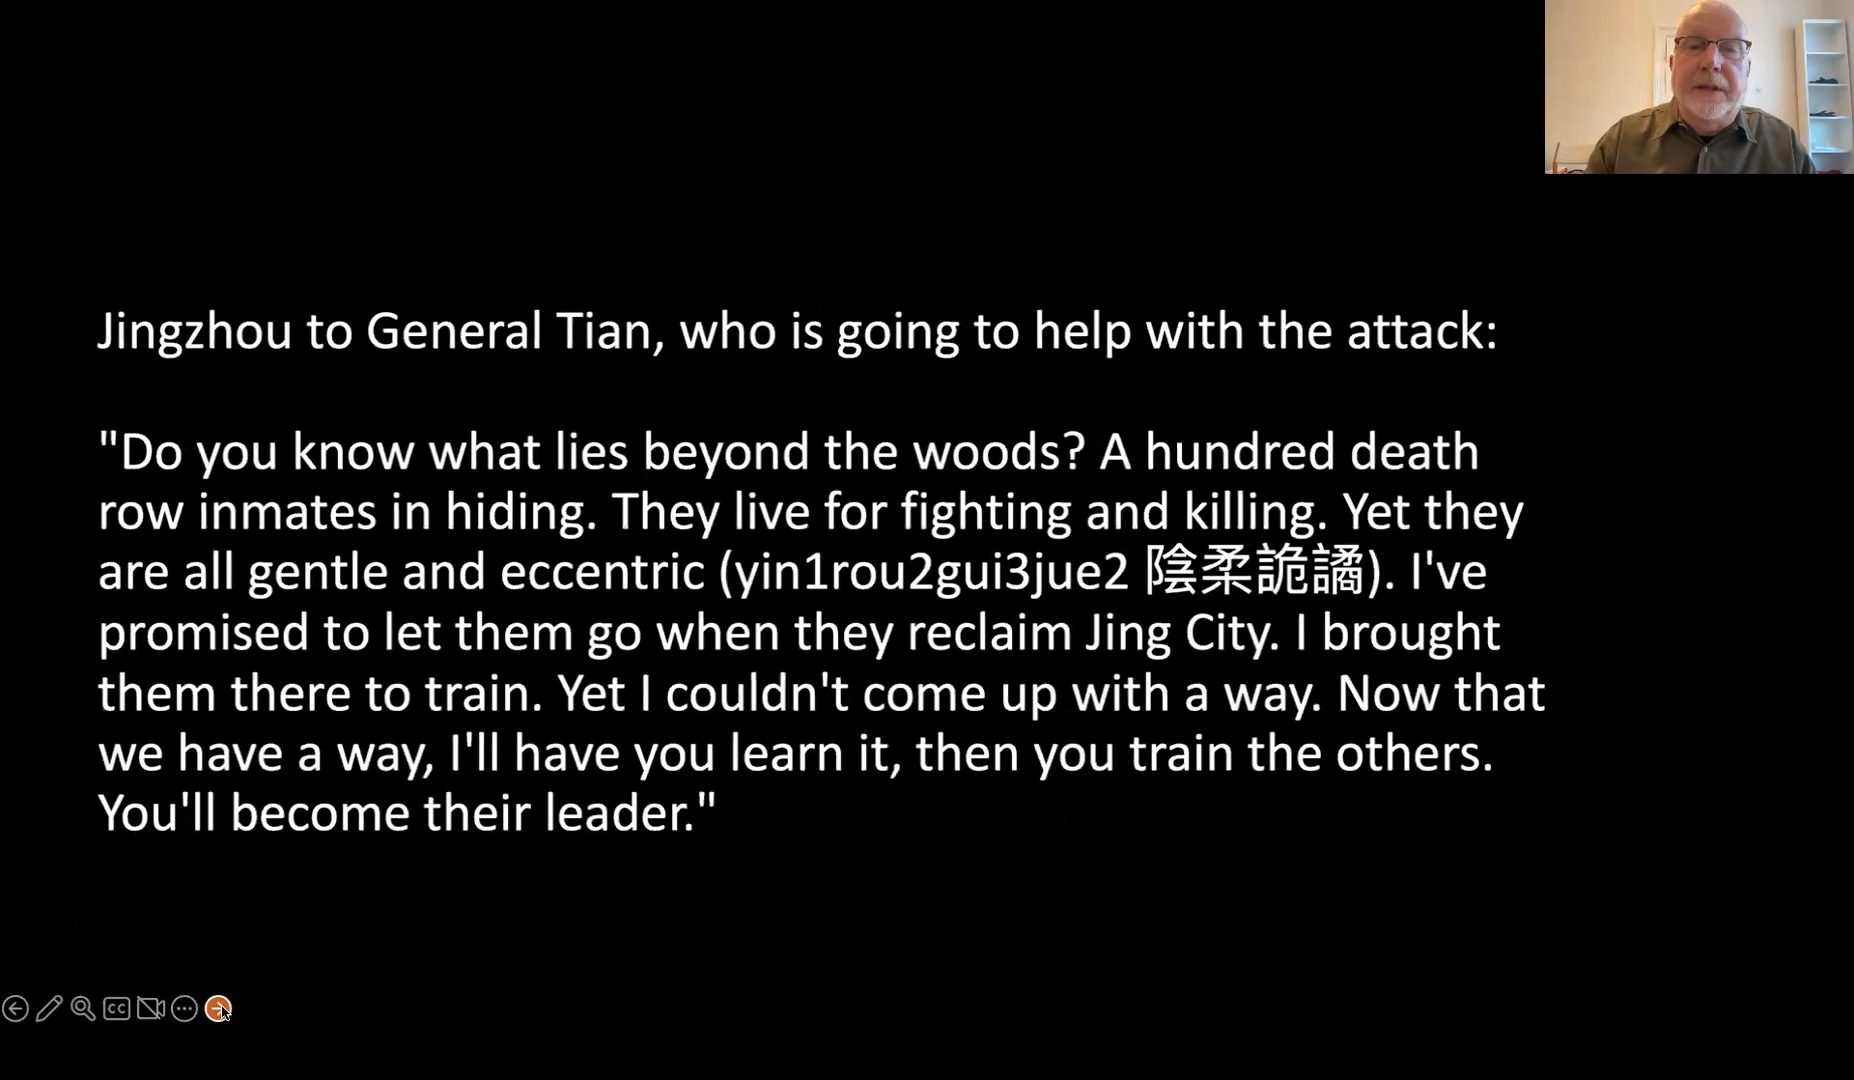 Jingzhou to General Tian, who is going to help with the attack:
"Do you know what lies beyond the woods? A hundred death
row inmates in hiding. They live for fighting and killing. Yet they
are all gentle and eccentric (yin1rou2gui3jue2 陰柔詭譎). I've
promised to let them go when they reclaim Jing City. I brought
them there to train. Yet I couldn't come up with a way. Now that
we have a way, I'll have you learn it, then you train the others.
You'll become their leader."
CC